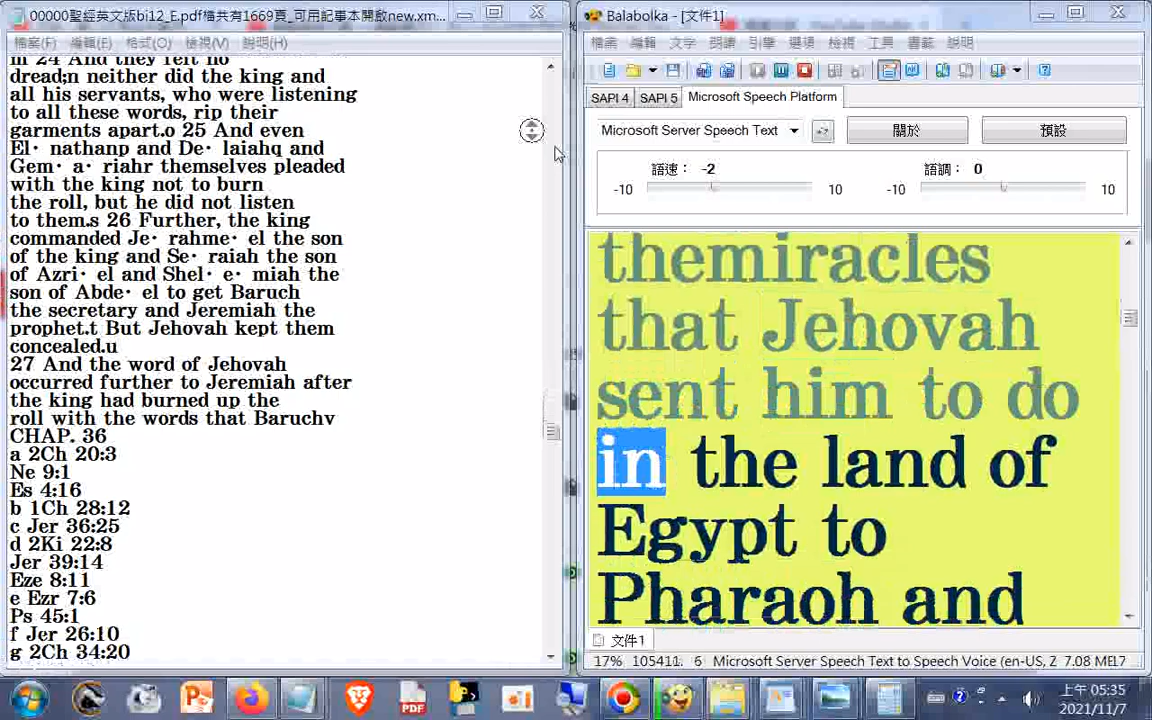 00000聖經英文版bi12_E.pdf檔共有1669頁_可用記事本開啟new.xm...
檔案(F) 編輯(E) 格式(O) 檢視(V) 說明(H)
m 24 And they felt no
dread;n neither did the king and
all his servants, who were listening
to all these words, rip their
garments apart.o 25 And even
El· nathanp and De· laiahq and
Gem· a· riahr themselves pleaded
with the king not to burn
the roll, but he did not listen
to them.s 26 Further, the king
commanded Je· rahme· el the son
of the king and Se· raiah the son
of Azri· el and Shel· e· miah the
son of Abde· el to get Baruch
the secretary and Jeremiah the
prophet.t But Jehovah kept them
concealed.u
27 And the word of Jehovah
occurred further to Jeremiah after
the king had burned up the
roll with the words that Baruchv
CHAP. 36
a 2Ch 20:3
Ne 9:1
Es 4:16
b 1Ch 28:12
c Jer 36:25
d 2Ki 22:8
Jer 39:14
Eze 8:11
e Ezr 7:6
Ps 45:1
f Jer 26:10
g 2Ch 34:20
Balabolka - [文件1]
檔案 編輯 文字 朗讀 引擎 選項 檢視 工具 書籤 說明
SAPI 4 SAPI 5 Microsoft Speech Platform
Microsoft Server Speech Text 關於 預設
語速: -2 語調: 0
-10 10 -10 10
themiracles
that Jehovah
sent him to do
in the land of
Egypt to
Pharaoh and
文件1
17% 105411. 6 Microsoft Server Speech Text to Speech Voice (en-US, 2 7.08 ME17
PDF
上午 05:35
2021/11/7